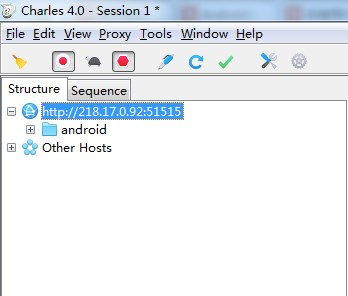 Charles 4.0 - Session 1 *
File Edit View Proxy Tools Window Help
Structure Sequence
http://218.17.0.92:51515
android
Other Hosts